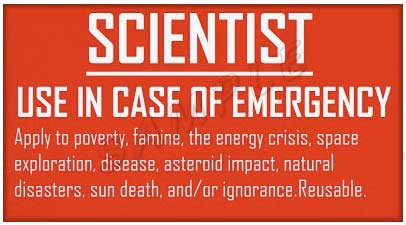 SCIENTIST
USE IN CASE OF EMERGENCY
Apply to poverty, famine, the energy crisis, space
exploration, disease, asteroid impact, natural
disasters, sun death, and/or ignorance.Reusable.
SAMPLE